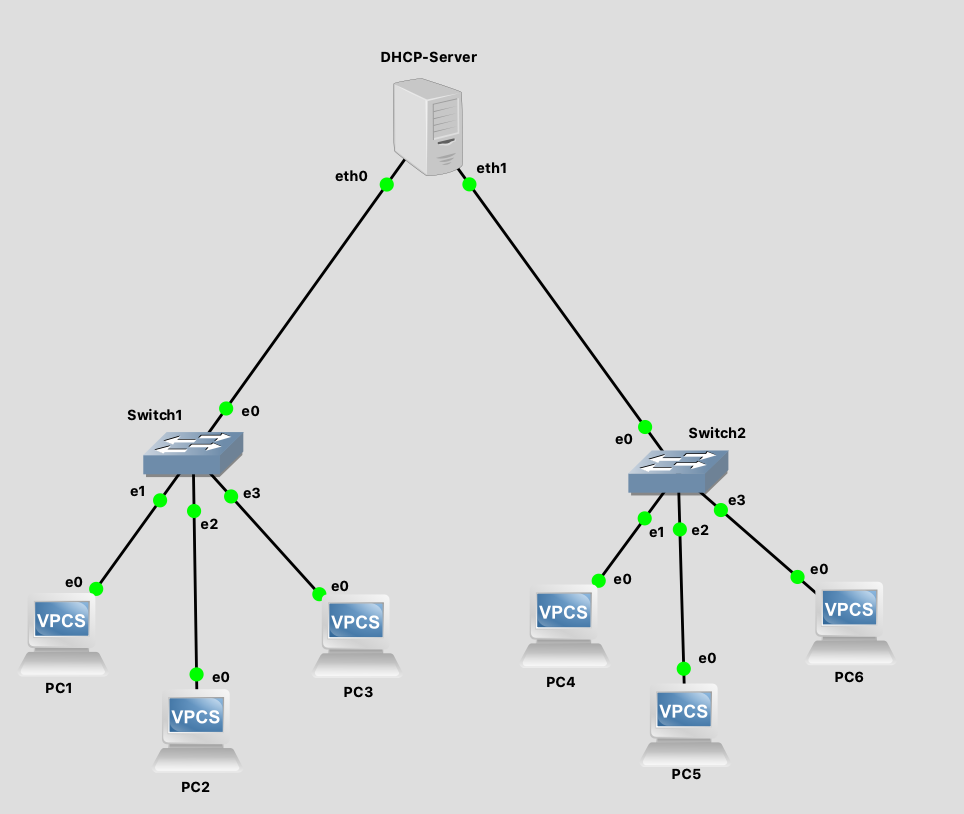 DHCP-Server
eth0
eth1
e0
Switch1
e0
Switch2
e1
e2
e3
e1
e2
e3
e0
VPCS
PC1
e0
VPCS
PC2
e0
VPCS
PC3
e0
VPCS
PC4
e0
VPCS
PC5
e0
VPCS
PC6